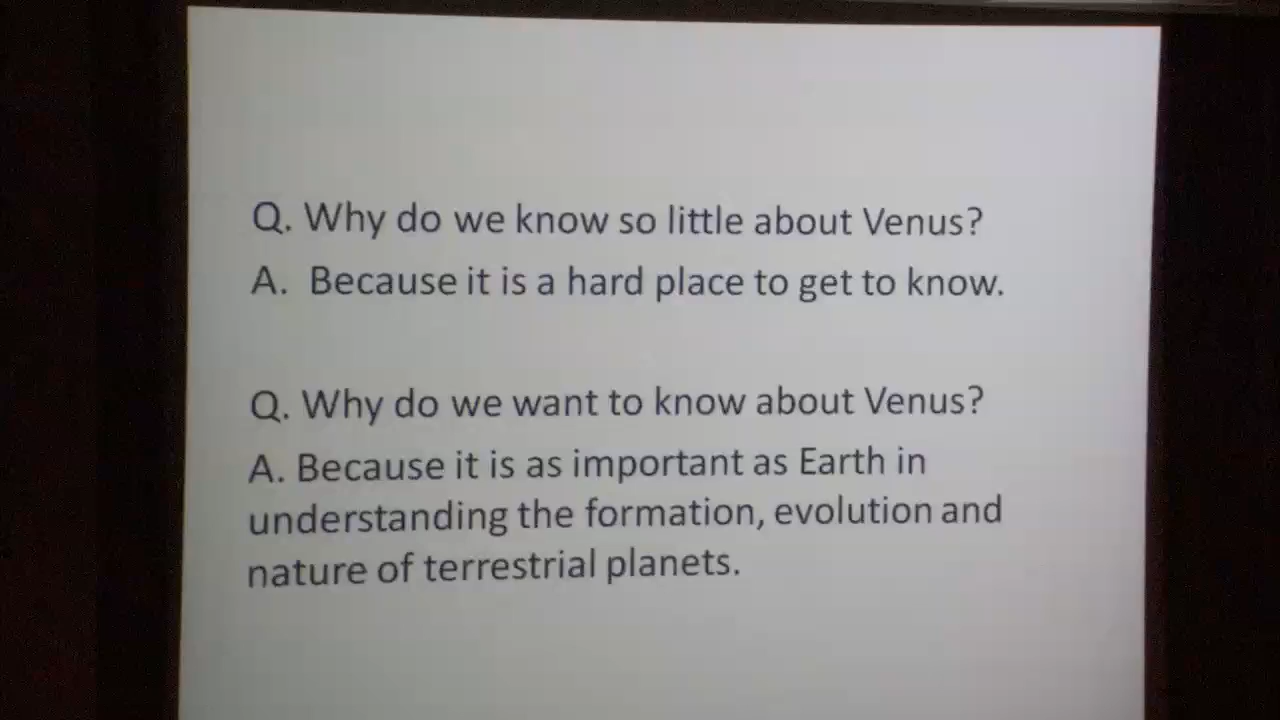 Q. Why do we know so little about Venus?
A. Because it is a hard place to get to know.
Q. Why do we want to know about Venus?
A. Because it is as important as Earth in
understanding the formation, evolution and
nature of terrestrial planets.